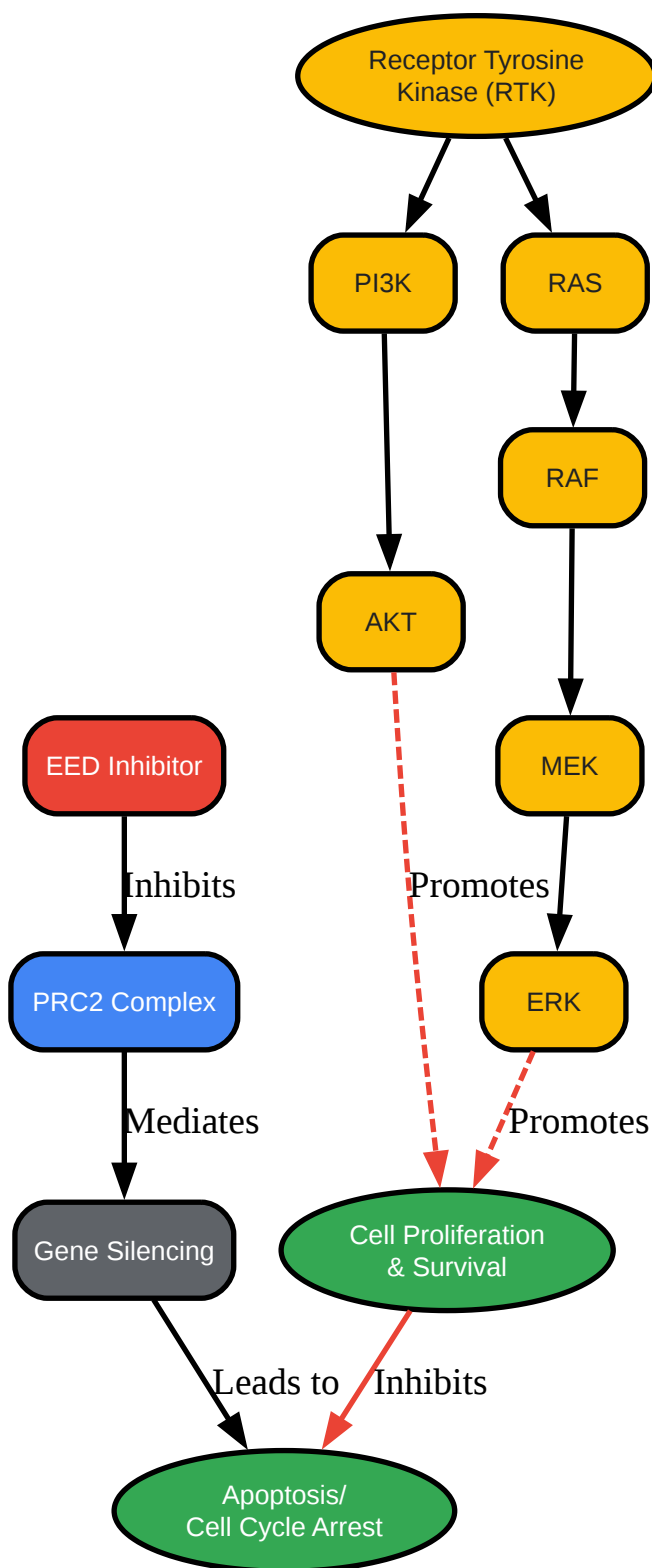 Receptor Tyrosine
Kinase (RTK)
PI3K
RAS
RAF
AKT
EED Inhibitor
MEK
Inhibits
Promotes
PRC2 Complex
ERK
Mediates
Promotes
Gene Silencing
Cell Proliferation
& Survival
Leads to
Inhibits
Apoptosis/
Cell Cycle Arrest